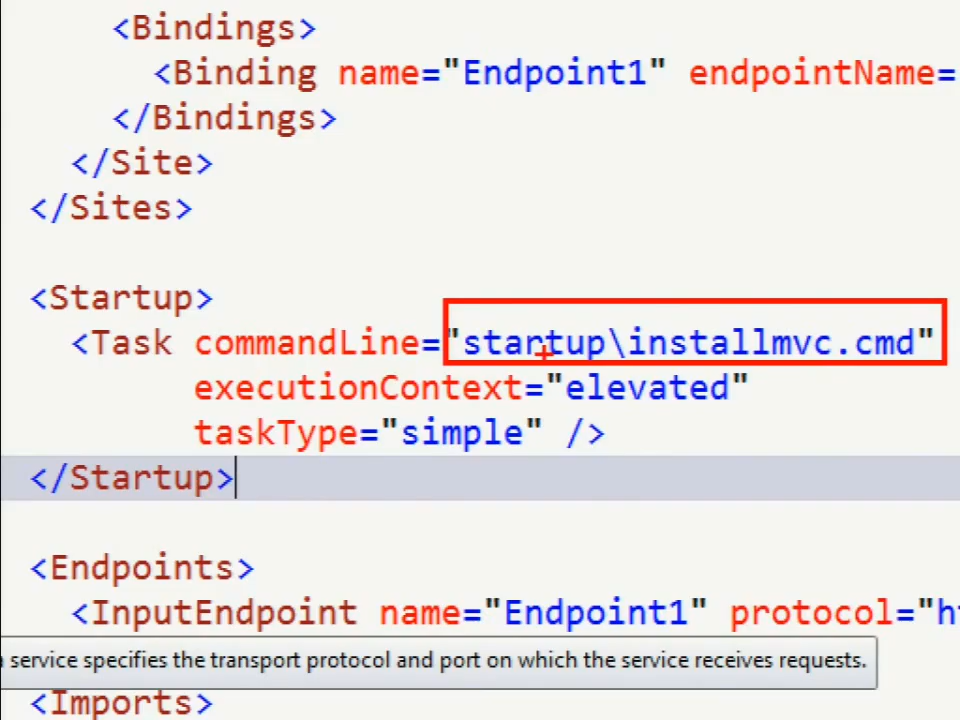 <Bindings>
<Binding name="Endpoint1" endpointName=
</Bindings>
</Site>
</Sites>
<Startup>
<Task commandLine="startup\installmvc.cmd"
executionContext="elevated"
taskType="simple" />
</Startup>
<Endpoints>
<InputEndpoint name="Endpoint1" protocol="
service specifies the transport protocol and port on which the service receives requests.
<Imports>